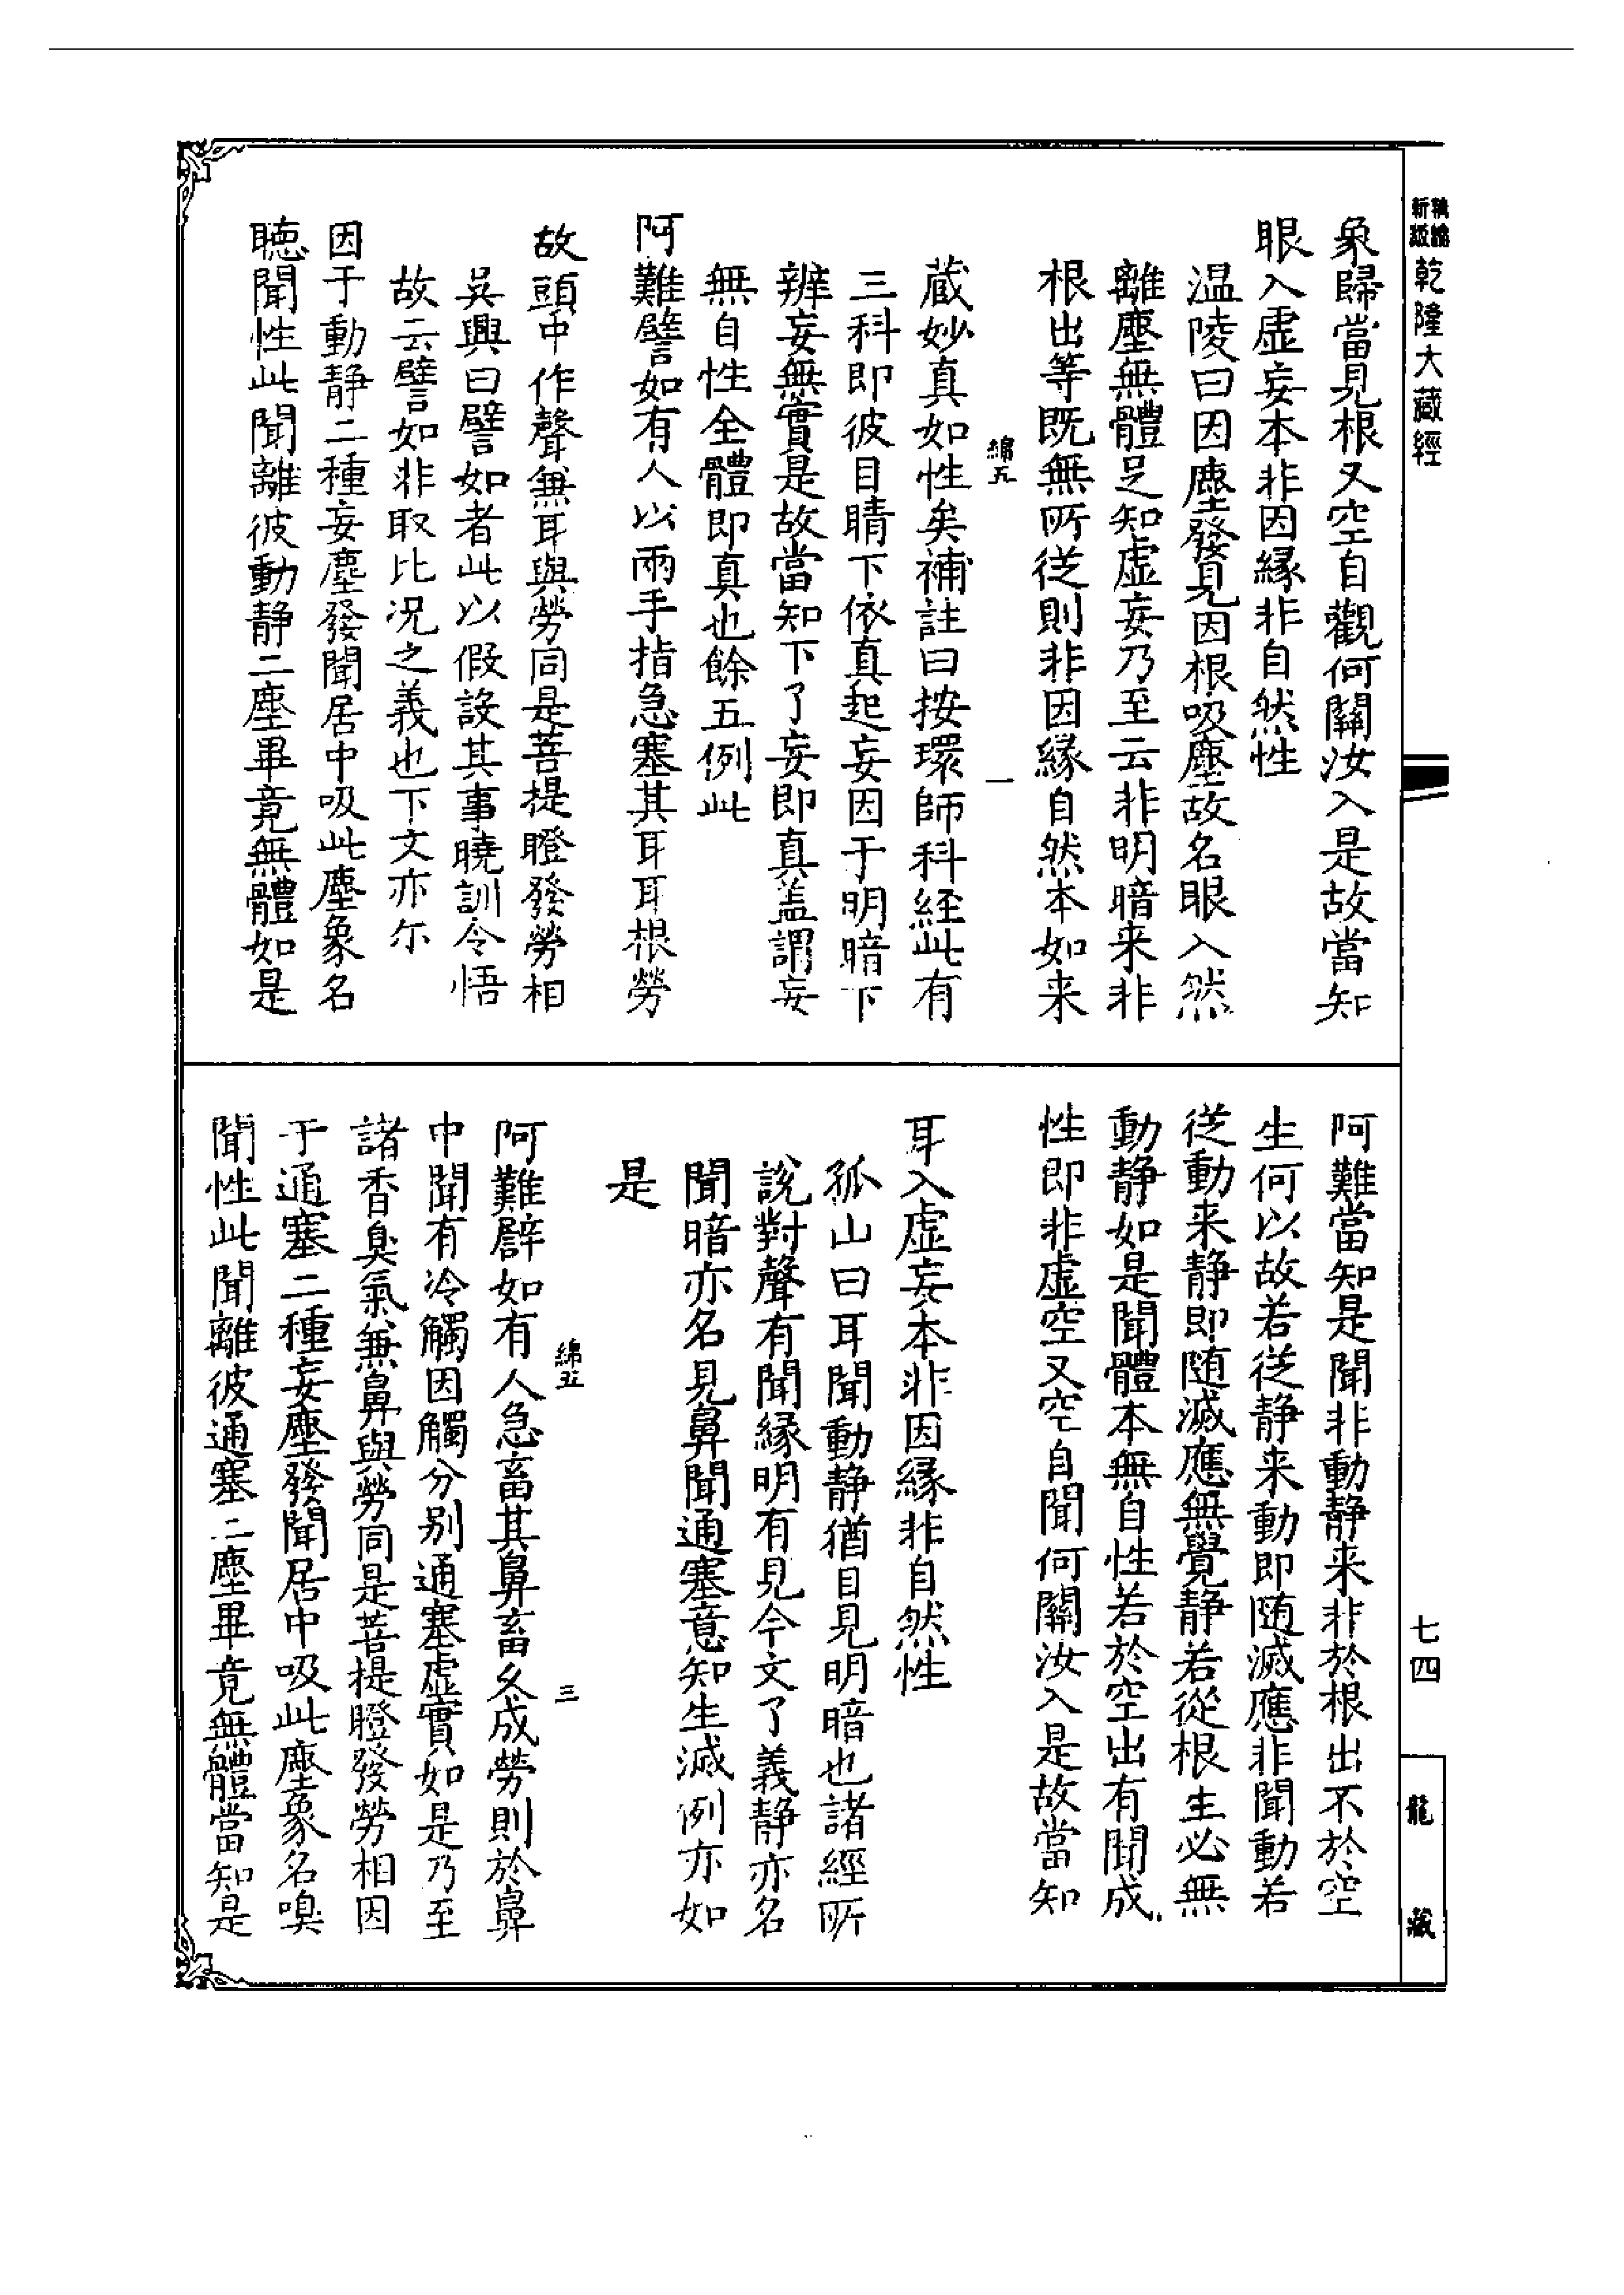 新編縮版乾隆大藏經
象歸當見根又空自觀何關汝入是故當知
眼入虛妄本非因緣非自然性
温陵曰因塵發見因根吸塵故名眼入然
離塵無體足知虛妄乃至云非明暗来非
根出等既無所従則非因緣自然本如来
綿五
一
蔵妙真如性矣補註曰按環師科経此有
三科即彼目睛下依真起妄因于明暗下
辨妄無實是故當知下了妄即真盖謂妄
無自性全體即真也餘五例此
阿難譬如有人以兩手指急塞其耳耳根勞
故頭中作聲無耳與勞同是菩提瞪發勞相
吳興曰譬如者此以假設其事曉訓令悟
故云譬如非取比况之義也下文亦尓
因于動靜二種妄塵發聞居中吸此塵象名
聴聞性此聞離彼動靜二塵畢竟無體如是
阿難當知是聞非動静来非於根出不於空
生何以故若従静来動即随滅應非聞動若
従動来静即随滅應無覺静若從根生必無
動静如是聞體本無自性若於空出有聞成
性即非虛空又空自聞何關汝入是故當知
耳入虛妄本非因緣非自然性
孤山曰耳聞動静猶目見明暗也諸經所
說對聲有聞緣明有見今文了義静亦名
聞暗亦名見鼻聞通塞意知生滅例亦如
是
綿五
三
阿難譬如有人急畜其鼻畜久成勞則於鼻
中聞有冷觸因觸分別通塞虛實如是乃至
諸香臭氣無鼻與勞同是菩提瞪發勞相因
于通塞二種妄塵發聞居中吸此塵象名嗅
聞性此聞離彼通塞二塵畢竟無體當知是
七四
龍藏